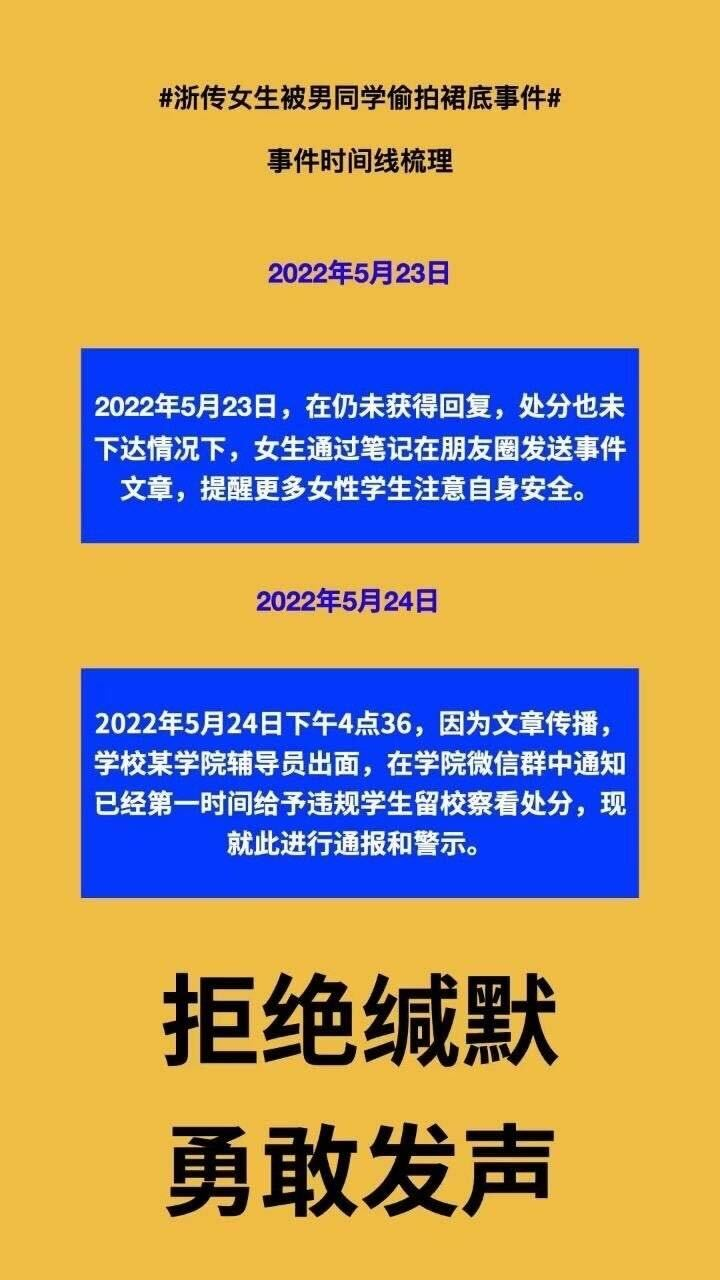 #浙传女生被男同学偷拍裙底事件#
事件时间线梳理
2022年5月23日
2022年5月23日，在仍未获得回复，处分也未
下达情况下，女生通过笔记在朋友圈发送事件
文章，提醒更多女性学生注意自身安全。
2022年5月24日
2022年5月24日下午4点36，因为文章传播，
学校某学院辅导员出面，在学院微信群中通知
已经第一时间给予违规学生留校察看处分，现
就此进行通报和警示。
拒绝缄默
勇敢发声